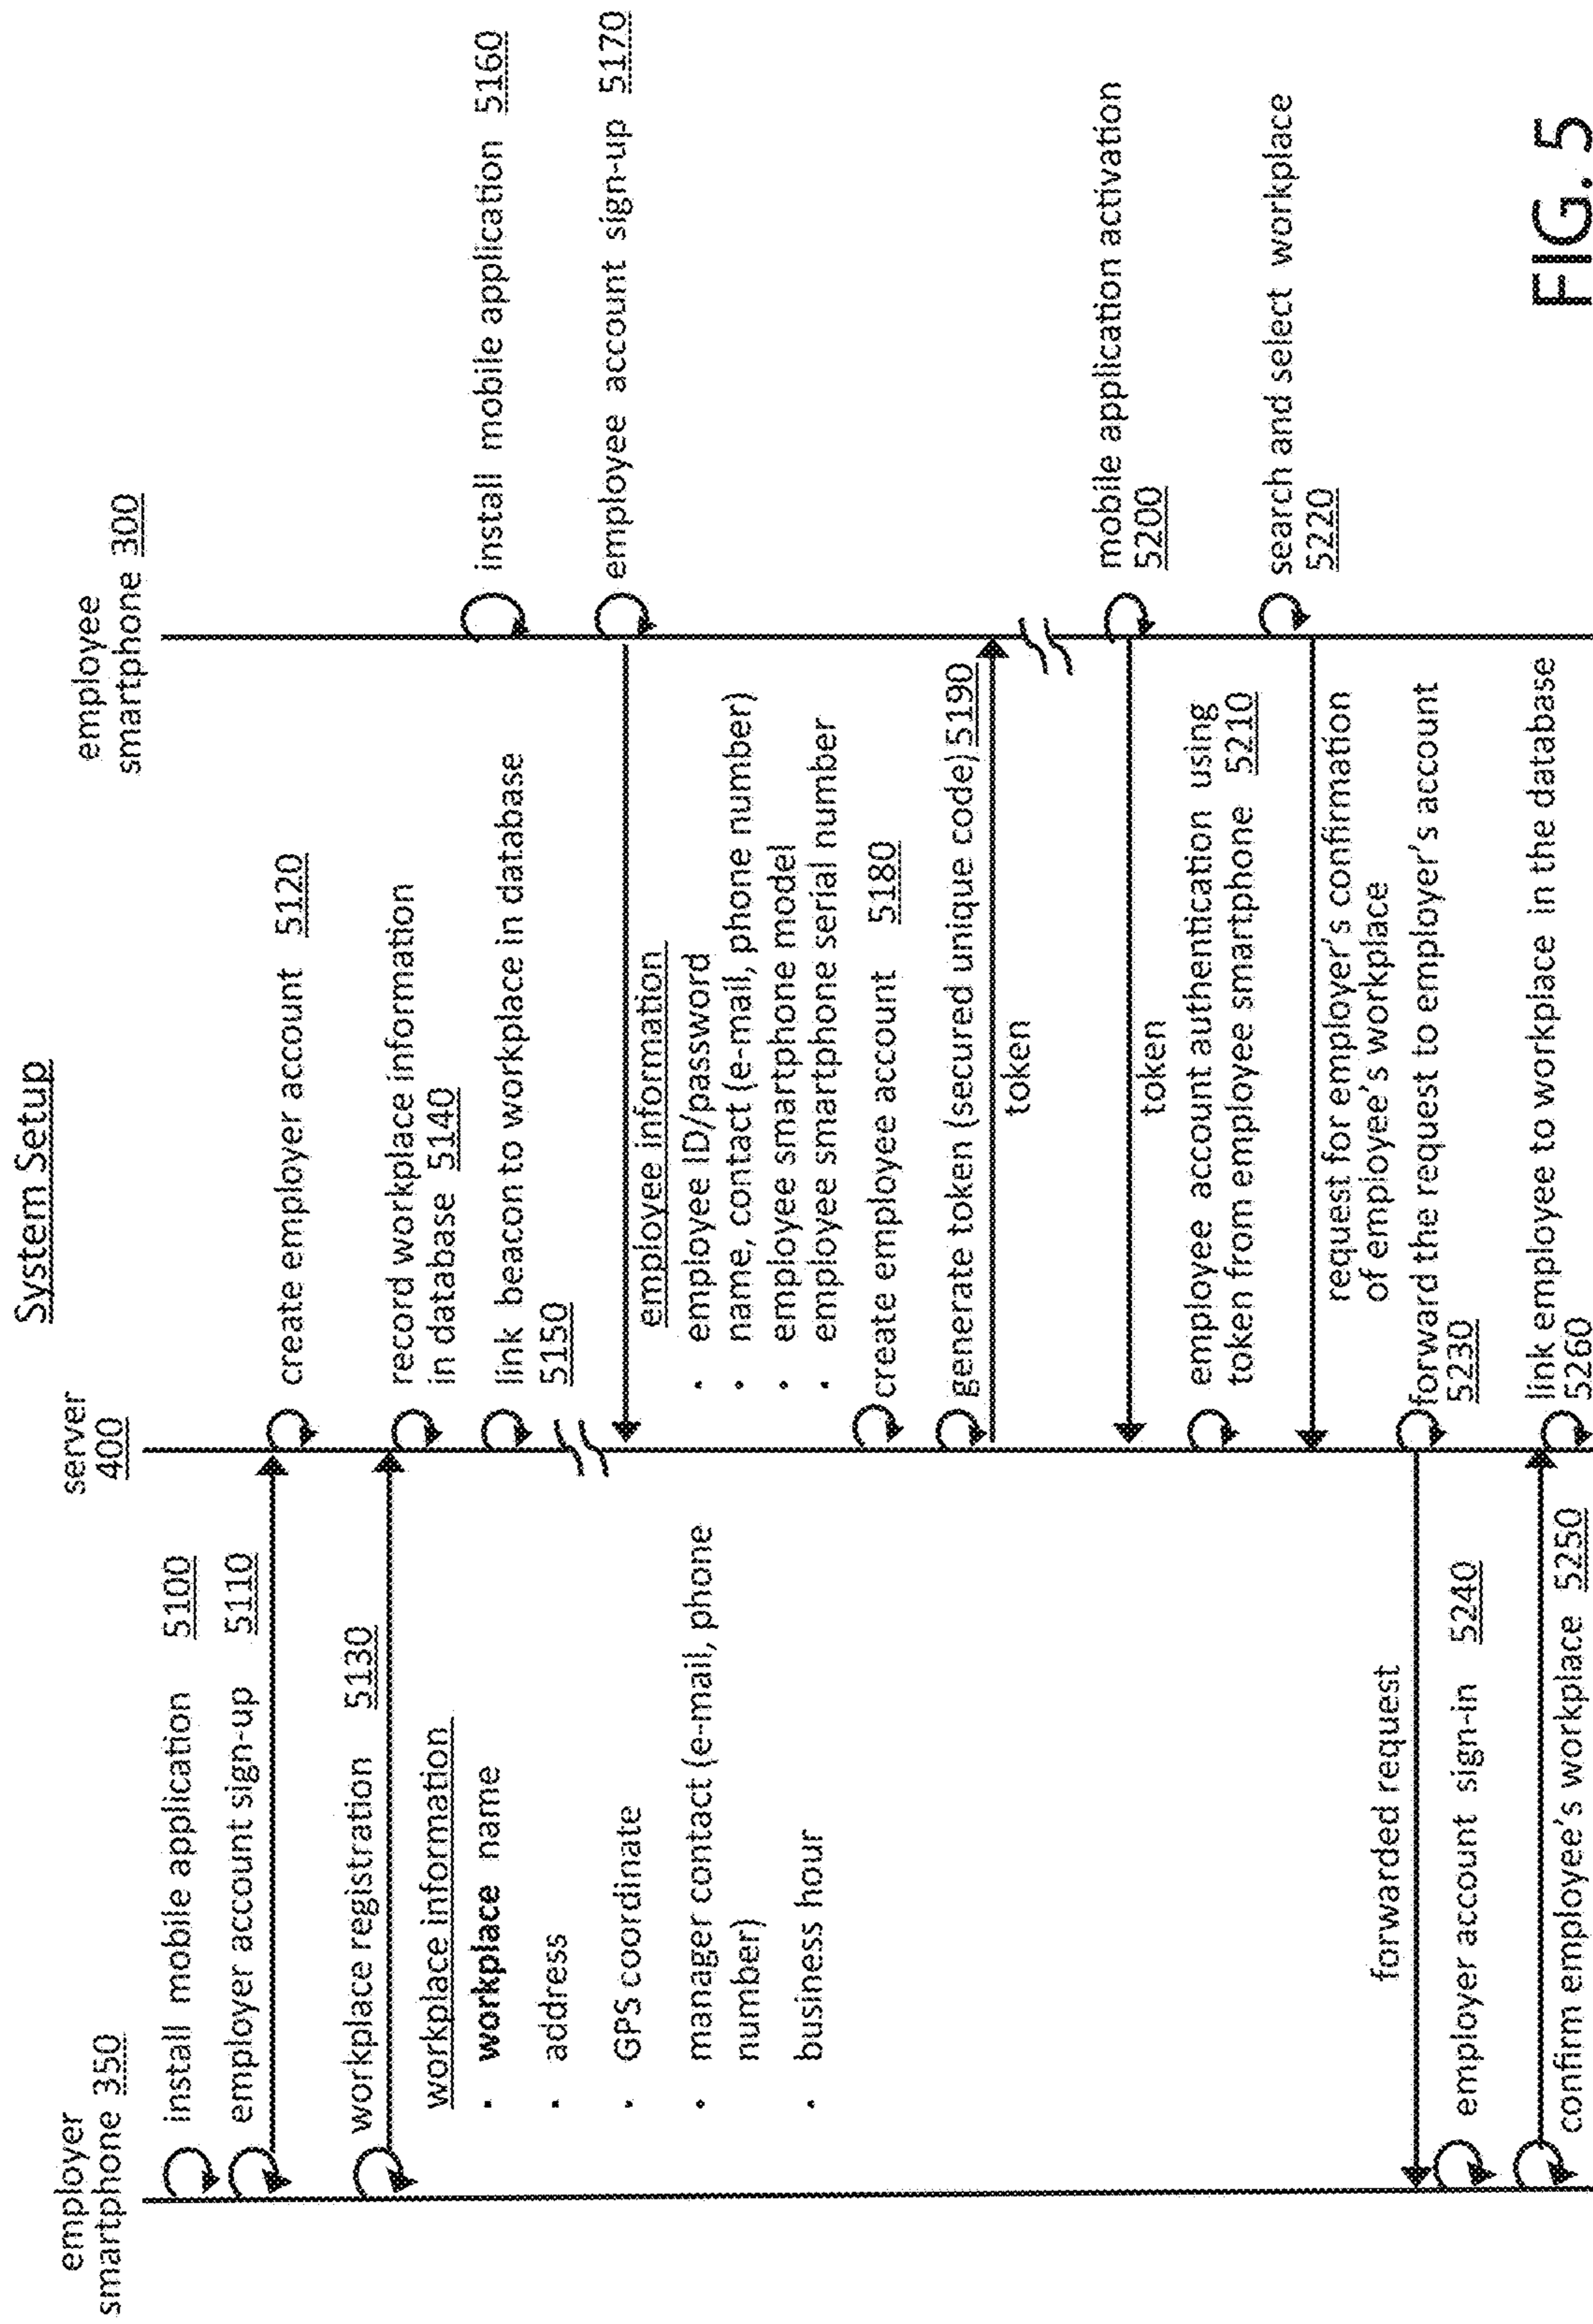 System Setup
employer
smartphone 350
server
400
employee
smartphone 300
install mobile application 5100
employer account sign-up 5110
create employer account 5120
workplace registration 5130
workplace information
• workplace name
• address
• GPS coordinate
• manager contact (e-mail, phone
number)
• business hour
record workplace information
in database 5140
link beacon to workplace in database
5150
install mobile application 5160
employee account sign-up 5170
employee information
• employee ID/password
• name, contact (e-mail, phone number)
• employee smartphone model
• employee smartphone serial number
create employee account 5180
generate token (secured unique code) 5190
token
mobile application activation
5200
token
employee account authentication using
token from employee smartphone 5210
search and select workplace
5220
request for employer's confirmation
of employee's workplace
forward the request to employer's account
5230
forwarded request
employer account sign-in 5240
confirm employee's workplace 5250
link employee to workplace in the database
5260
FIG. 5